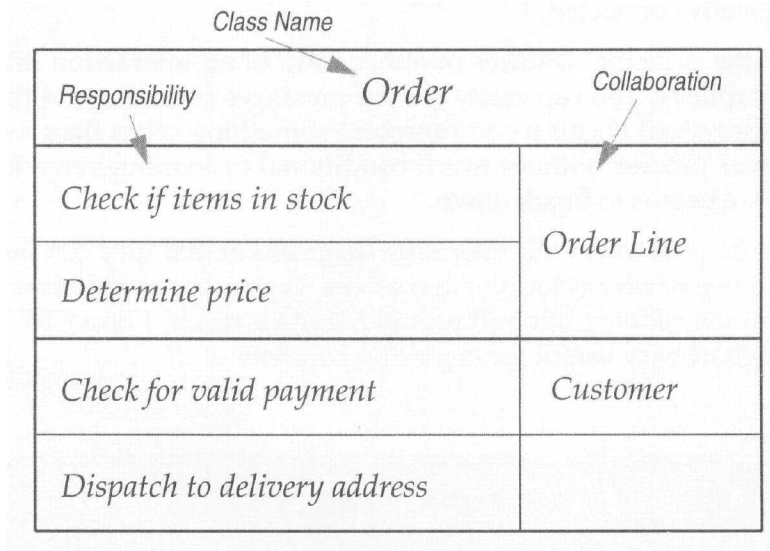 Class Name
Order
Responsibility
Collaboration
Check if items in stock
Order Line
Determine price
Check for valid payment
Customer
Dispatch to delivery address